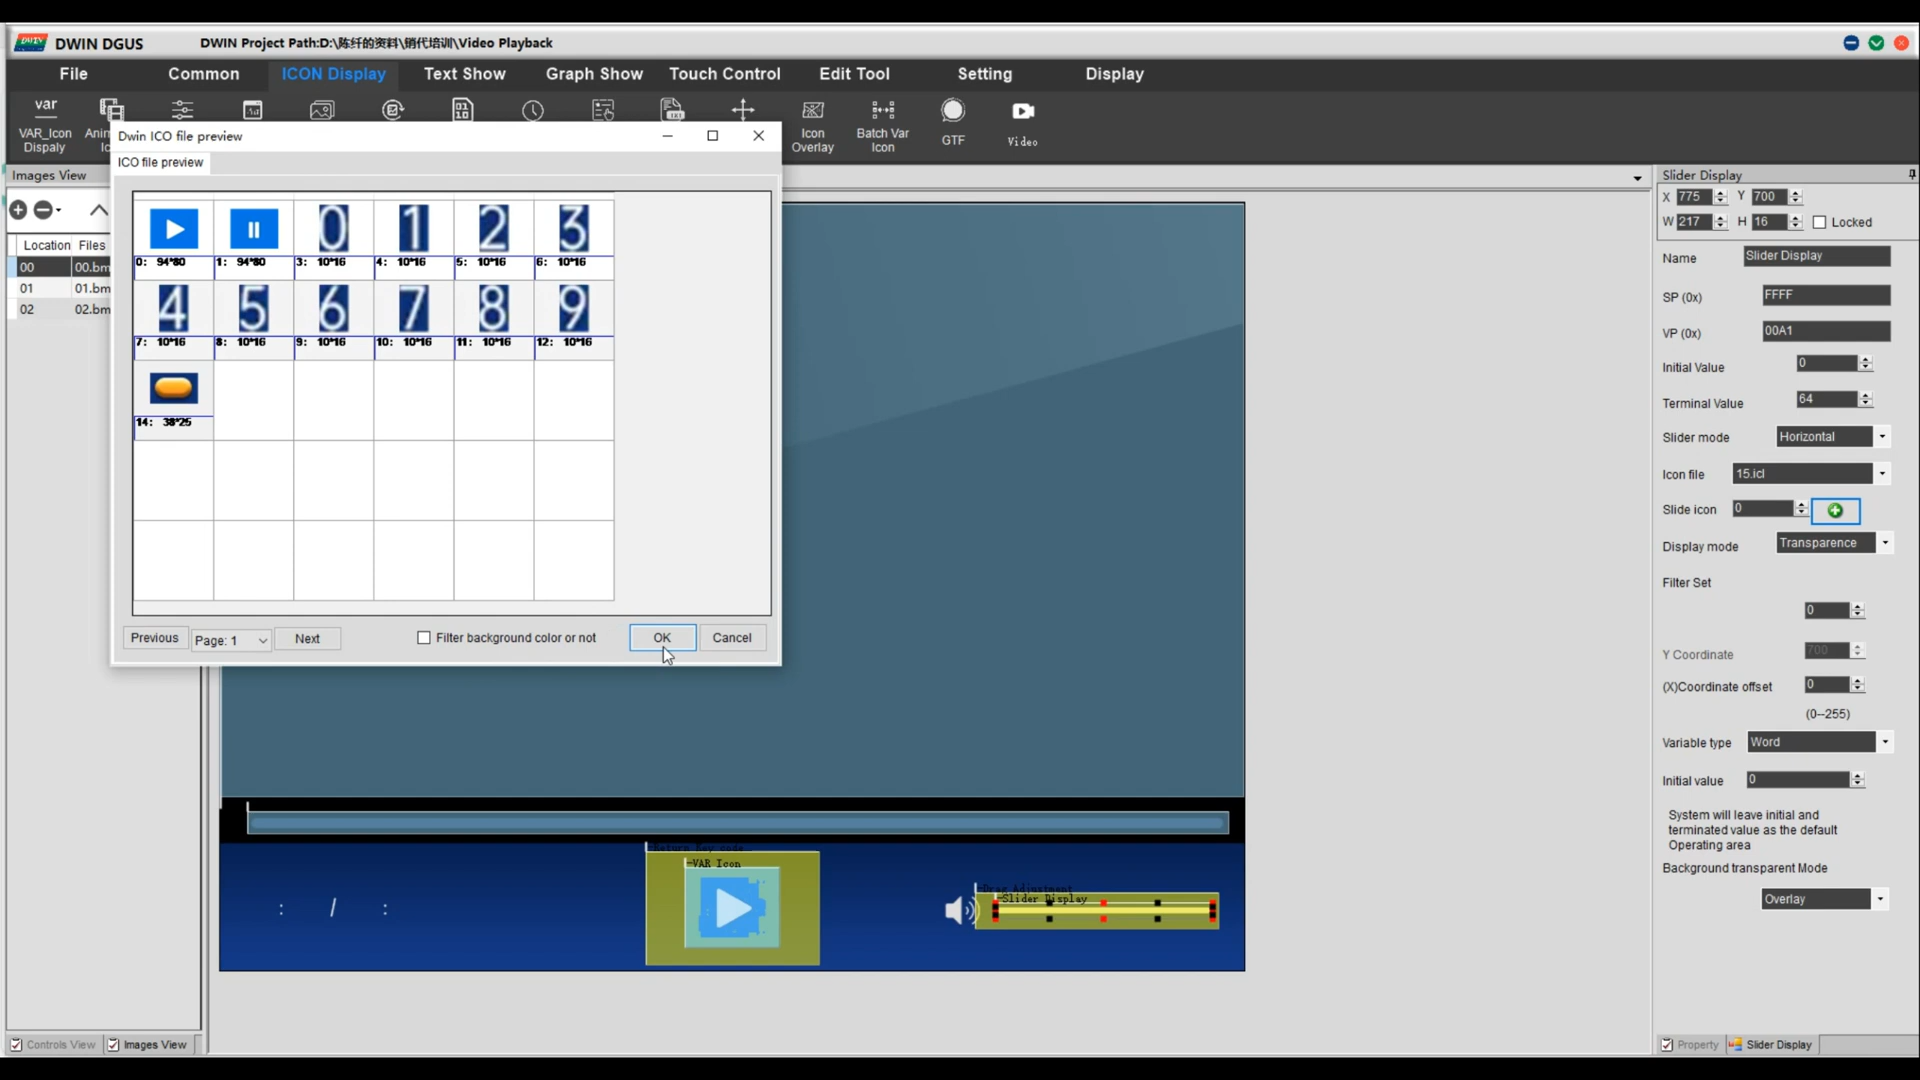 DWIN DWIN DGUS DWIN Project Path:D:\陈纤的资料\销代培训\Video Playback
File Common ICON Display Text Show Graph Show Touch Control Edit Tool Setting Display
var
VAR_Icon
Dispaly
Icon
Overlay
Batch Var
Icon
GTF
Video
Dwin ICO file preview
ICO file preview
0 1 2 3
0: 94*80 1: 94*80 3: 10*16 4: 10*16 5: 10*16 6: 10*16
4 5 6 7 8 9
7: 10*16 8: 10*16 9: 10*16 10: 10*16 11: 10*16 12: 10*16
14: 38*25
Previous Page: 1 Next Filter background color or not OK Cancel
Images View
Location Files
00 00.bm
01 01.bm
02 02.bm
: / :
VAR Icon
Drag Adjustment
Slider Display
Controls View Images View
Slider Display
X 775 Y 700
W 217 H 16 Locked
Name Slider Display
SP (0x) FFFF
VP (0x) 00A1
Initial Value 0
Terminal Value 64
Slider mode Horizontal
Icon file 15.icl
Slide icon 0
Display mode Transparence
Filter Set
0
Y Coordinate 700
(X)Coordinate offset 0
(0--255)
Variable type Word
Initial value 0
System will leave initial and
terminated value as the default
Operating area
Background transparent Mode
Overlay
Property Slider Display